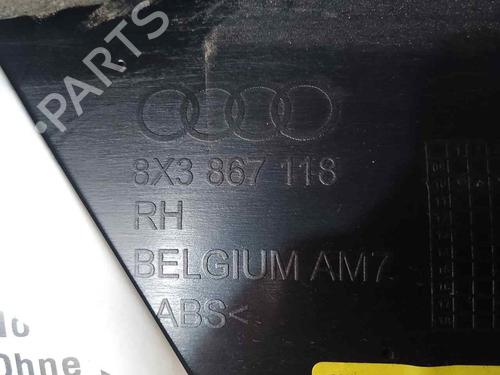 B-PARTS
8X3 867 118
RH
BELGIUM AM7
ABS<
Ohne